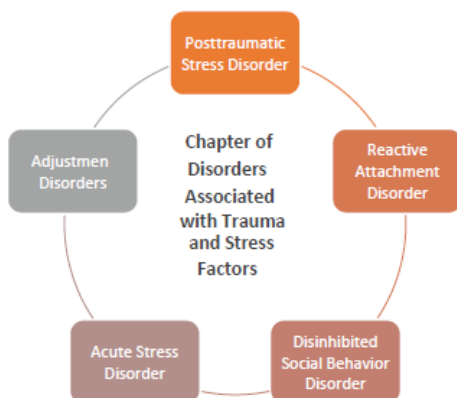 Posttraumatic
Stress Disorder
Chapter of
Disorders
Associated
with Trauma
and Stress
Factors
Reactive
Attachment
Disorder
Disinhibited
Social Behavior
Disorder
Acute Stress
Disorder
Adjustmen
Disorders